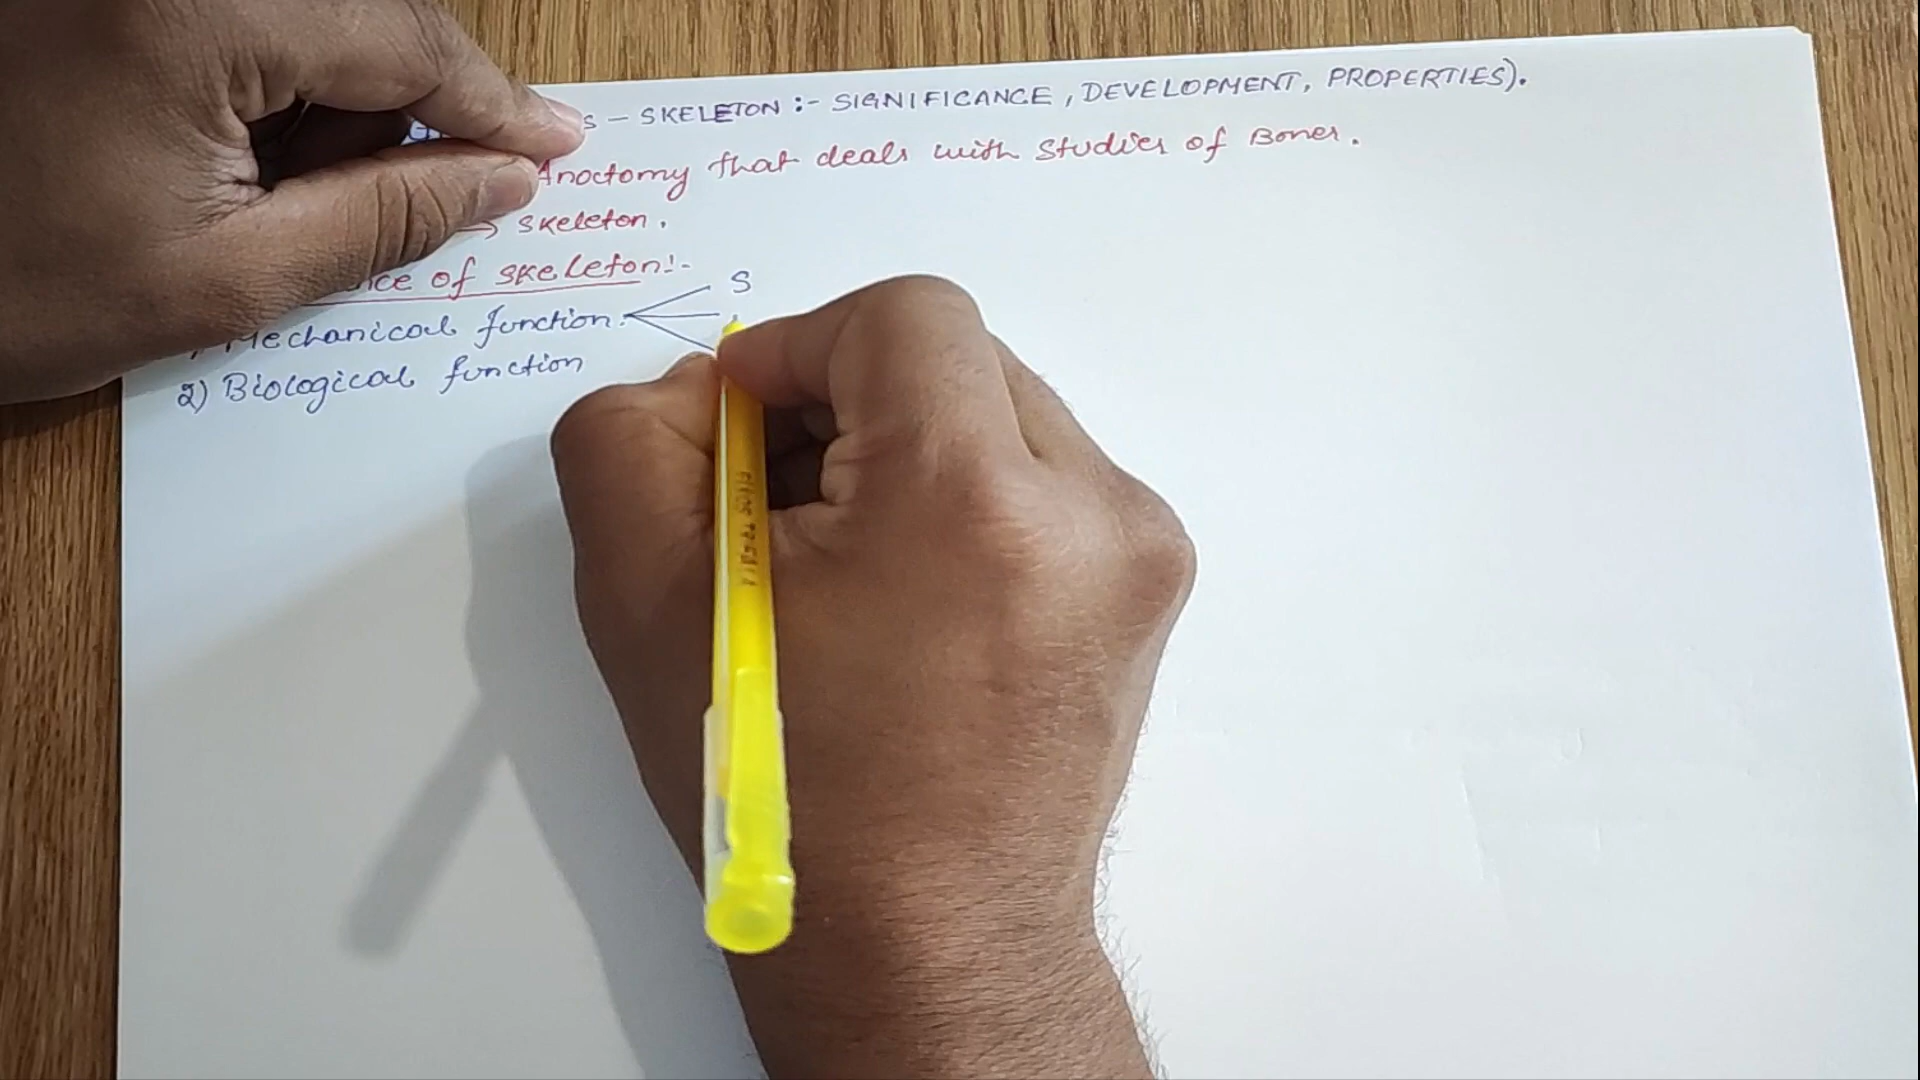 S - SKELETON :- SIGNIFICANCE, DEVELOPMENT, PROPERTIES).
Anoctomy that deals with Studies of Bones.
→ Skeleton.
nce of skeleton:-
Mechanical function. S
2) Biological function